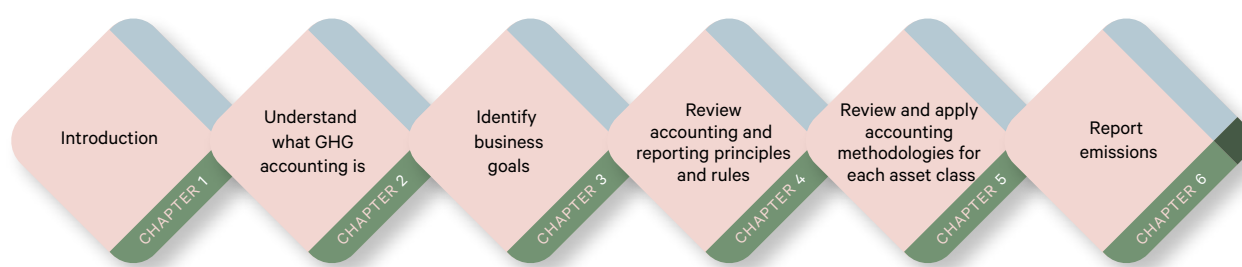 Introduction
CHAPTER 1
Understand
what GHG
accounting is
CHAPTER 2
Identify
business
goals
CHAPTER 3
Review
accounting and
reporting principles
and rules
CHAPTER 4
Review and apply
accounting
methodologies for
each asset class
CHAPTER 5
Report
emissions
CHAPTER 6